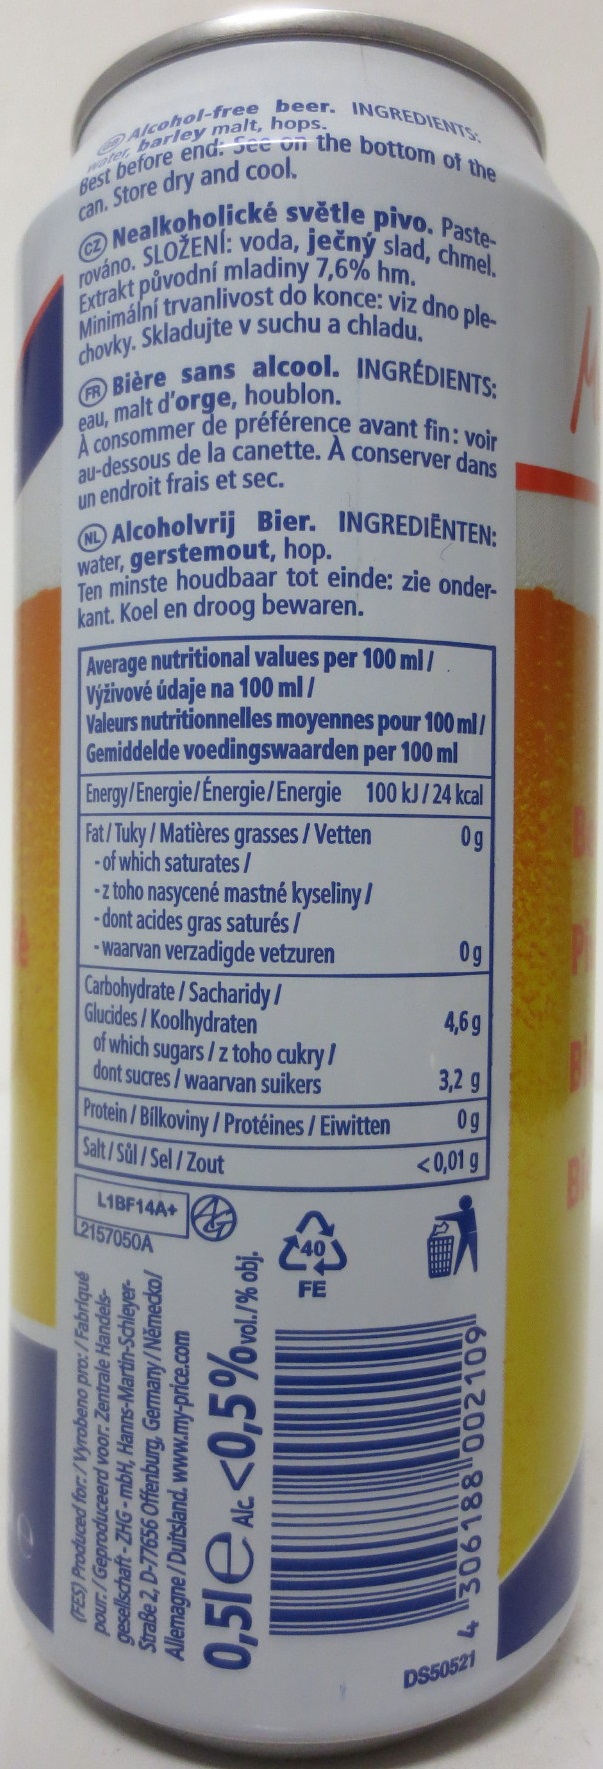 GB Alcohol-free beer. INGREDIENTS:
water, barley malt, hops.
Best before end: See on the bottom of the
can. Store dry and cool.
CZ Nealkoholické světle pivo. Paste-
rováno. SLOŽENÍ: voda, ječný slad, chmel.
Extrakt původní mladiny 7,6% hm.
Minimální trvanlivost do konce: viz dno ple-
chovky. Skladujte v suchu a chladu.
FR Bière sans alcool. INGRÉDIENTS:
eau, malt d'orge, houblon.
À consommer de préférence avant fin: voir
au-dessous de la canette. À conserver dans
un endroit frais et sec.
NL Alcoholvrij Bier. INGREDIËNTEN:
water, gerstemout, hop.
Ten minste houdbaar tot einde: zie onder-
kant. Koel en droog bewaren.
Average nutritional values per 100 ml /
Výživové údaje na 100 ml /
Valeurs nutritionnelles moyennes pour 100 ml /
Gemiddelde voedingswaarden per 100 ml
Energy/Energie/Énergie/Energie 100 kJ / 24 kcal
Fat / Tuky / Matières grasses / Vetten 0 g
- of which saturates /
- z toho nasycené mastné kyseliny /
- dont acides gras saturés /
- waarvan verzadigde vetzuren 0 g
Carbohydrate / Sacharidy /
Glucides / Koolhydraten 4,6 g
of which sugars / z toho cukry /
dont sucres / waarvan suikers 3,2 g
Protein / Bílkoviny / Protéines / Eiwitten 0 g
Salt / Sůl / Sel / Zout <0,01 g
L1BF14A+
2157050A
40
FE
(FES) Produced for: / Vyrobeno pro: / Fabriqué
pour: / Geproduceerd voor: Zentrale Handels-
gesellschaft - ZHG - mbH, Hanns-Martin-Schleyer-
Straße 2, D-77656 Offenburg, Germany / Německo/
Allemagne / Duitsland. www.my-price.com
0,5l e Alc. <0,5%vol./% obj.
4 306188 002109
DS50521